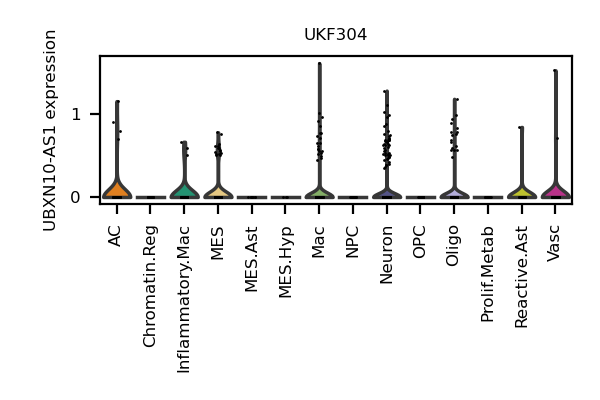 UKF304
UBXN10-AS1 expression
1
0
AC
Chromatin.Reg
Inflammatory.Mac
MES
MES.Ast
MES.Hyp
Mac
NPC
Neuron
OPC
Oligo
Prolif.Metab
Reactive.Ast
Vasc